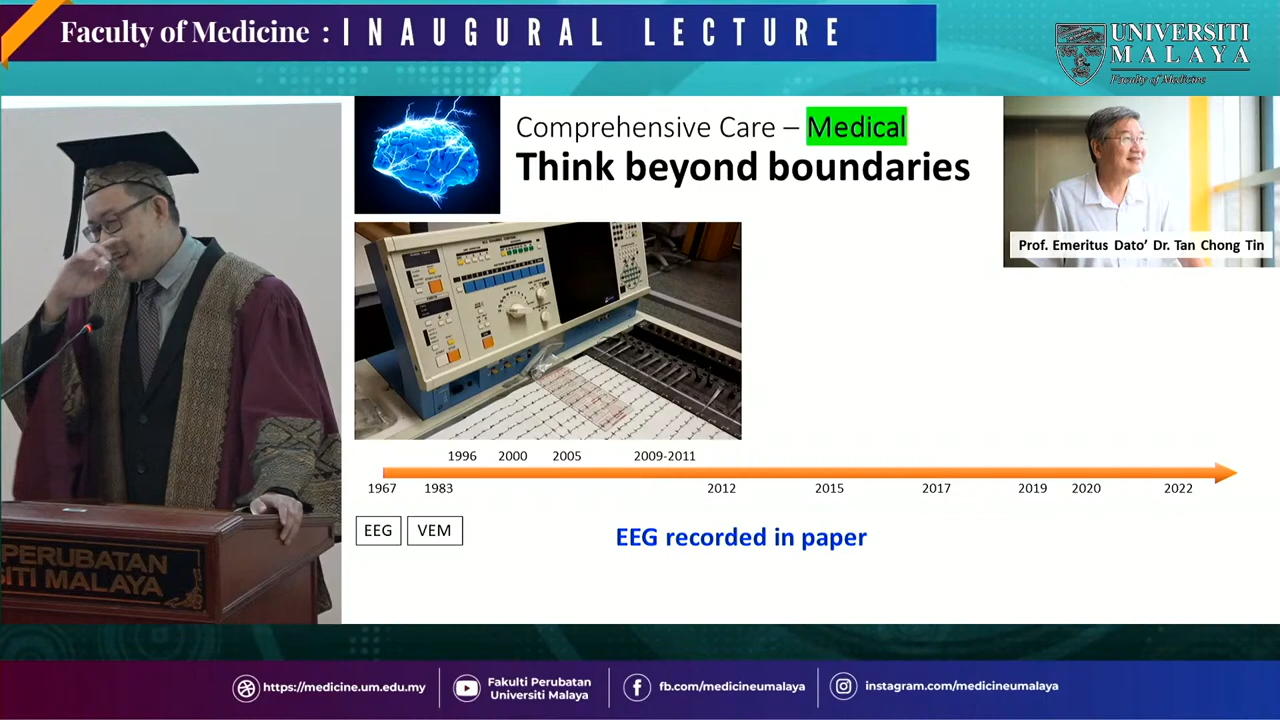 Faculty of Medicine : INAUGURAL LECTURE
UNIVERSITI
MALAYA
Faculty of Medicine
Comprehensive Care – Medical
Think beyond boundaries
Prof. Emeritus Dato’ Dr. Tan Chong Tin
1996 2000 2005 2009-2011
1967 1983 2012 2015 2017 2019 2020 2022
EEG VEM
EEG recorded in paper
PERUBATAN
SITI MALAYA
https://medicine.um.edu.my
Fakulti Perubatan
Universiti Malaya
fb.com/medicineumalaya
instagram.com/medicineumalaya